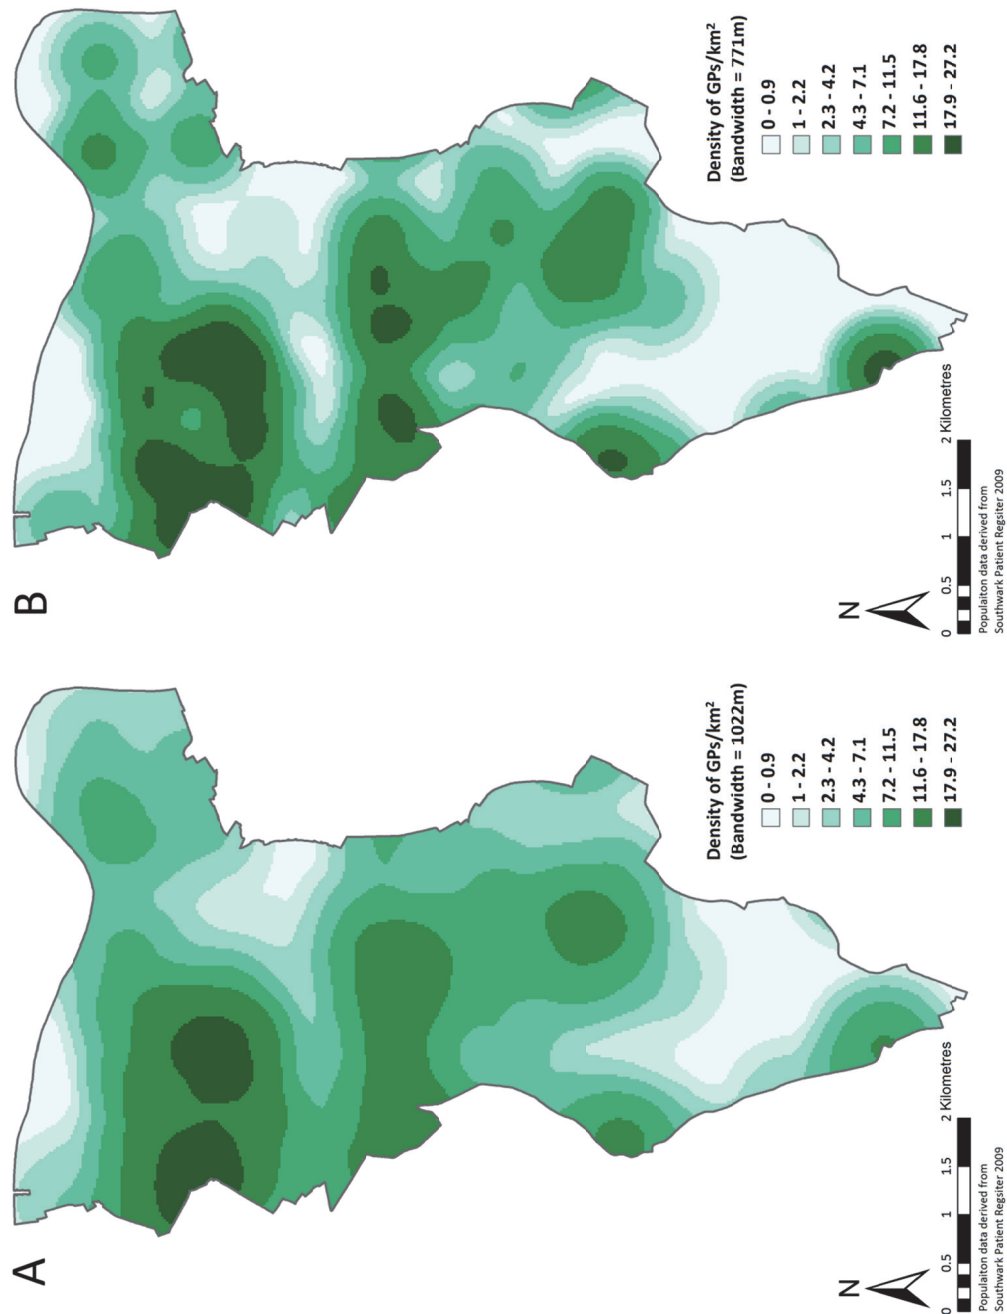 A
Density of GPs/km²
(Bandwidth = 1022m)
0 - 0.9
1 - 2.2
2.3 - 4.2
4.3 - 7.1
7.2 - 11.5
11.6 - 17.8
17.9 - 27.2
N
0 0.5 1 1.5 2 Kilometres
Populaiton data derived from
Southwark Patient Regsiter 2009
B
Density of GPs/km²
(Bandwidth = 771m)
0 - 0.9
1 - 2.2
2.3 - 4.2
4.3 - 7.1
7.2 - 11.5
11.6 - 17.8
17.9 - 27.2
N
0 0.5 1 1.5 2 Kilometres
Populaiton data derived from
Southwark Patient Regsiter 2009